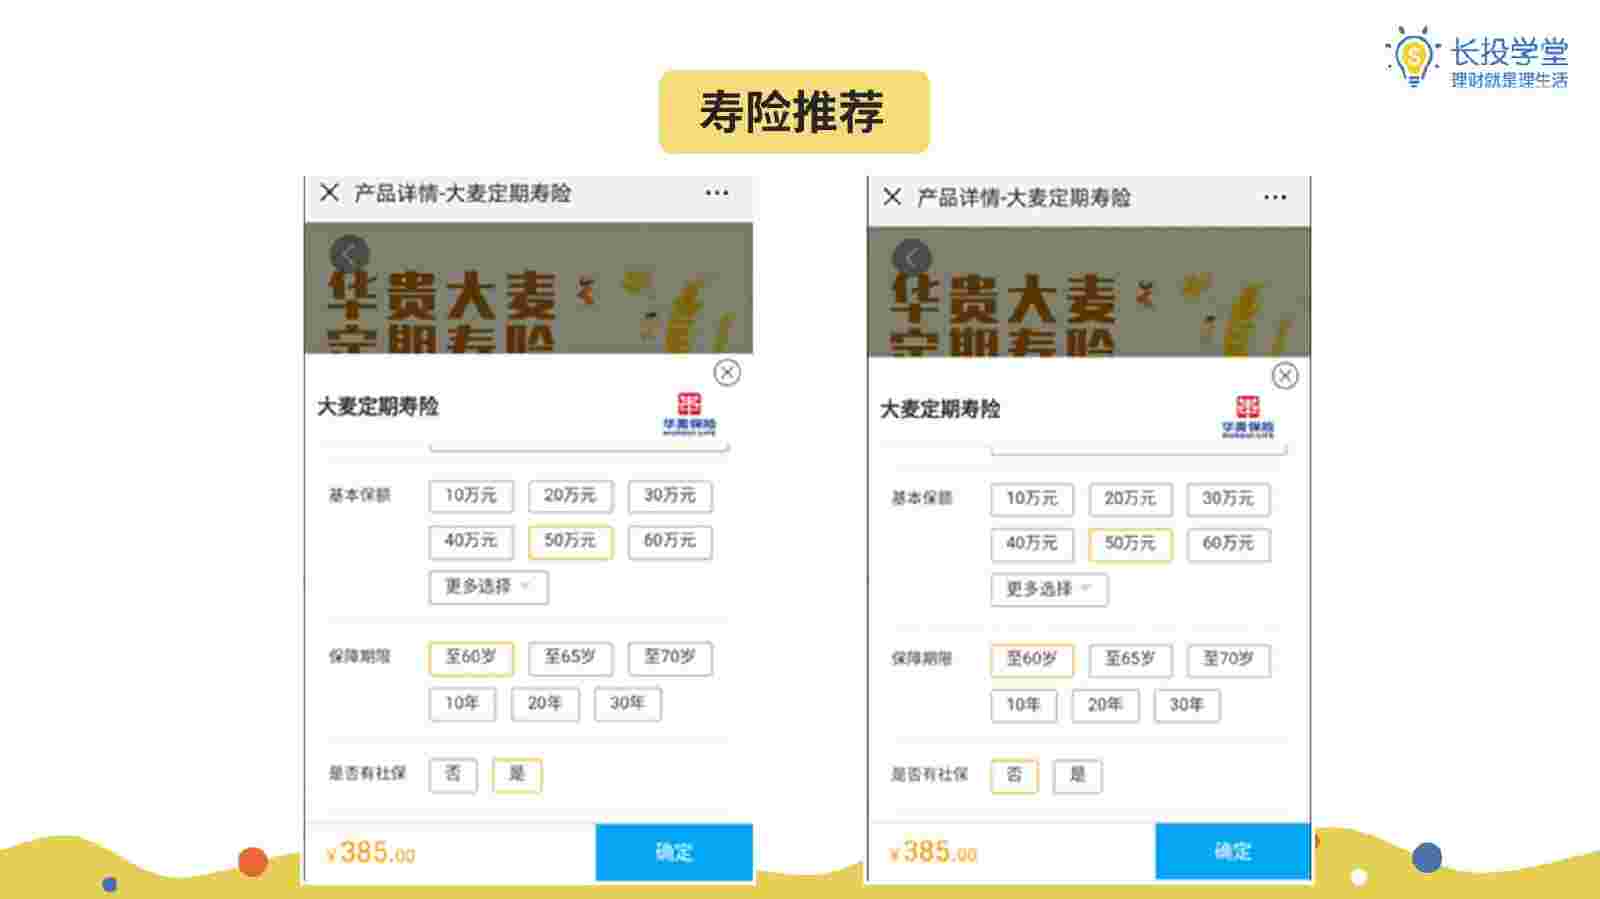 长投学堂
理财就是理生活
寿险推荐
产品详情-大麦定期寿险
华贵大麦
定期寿险
大麦定期寿险
华贵保险
基本保额
10万元 20万元 30万元
40万元 50万元 60万元
更多选择
保障期限
至60岁 至65岁 至70岁
10年 20年 30年
是否有社保
否 是
¥385.00
确定
产品详情-大麦定期寿险
华贵大麦
定期寿险
大麦定期寿险
华贵保险
基本保额
10万元 20万元 30万元
40万元 50万元 60万元
更多选择
保障期限
至60岁 至65岁 至70岁
10年 20年 30年
是否有社保
否 是
¥385.00
确定